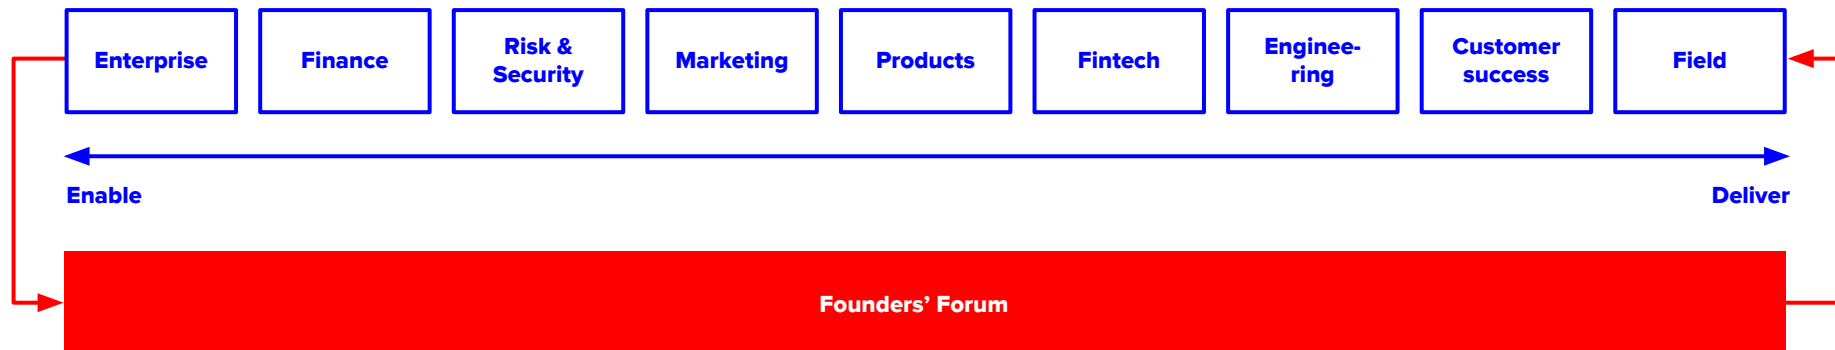 Enterprise
Finance
Risk &
Security
Marketing
Products
Fintech
Enginee-
ring
Customer
success
Field
Enable
Deliver
Founders’ Forum